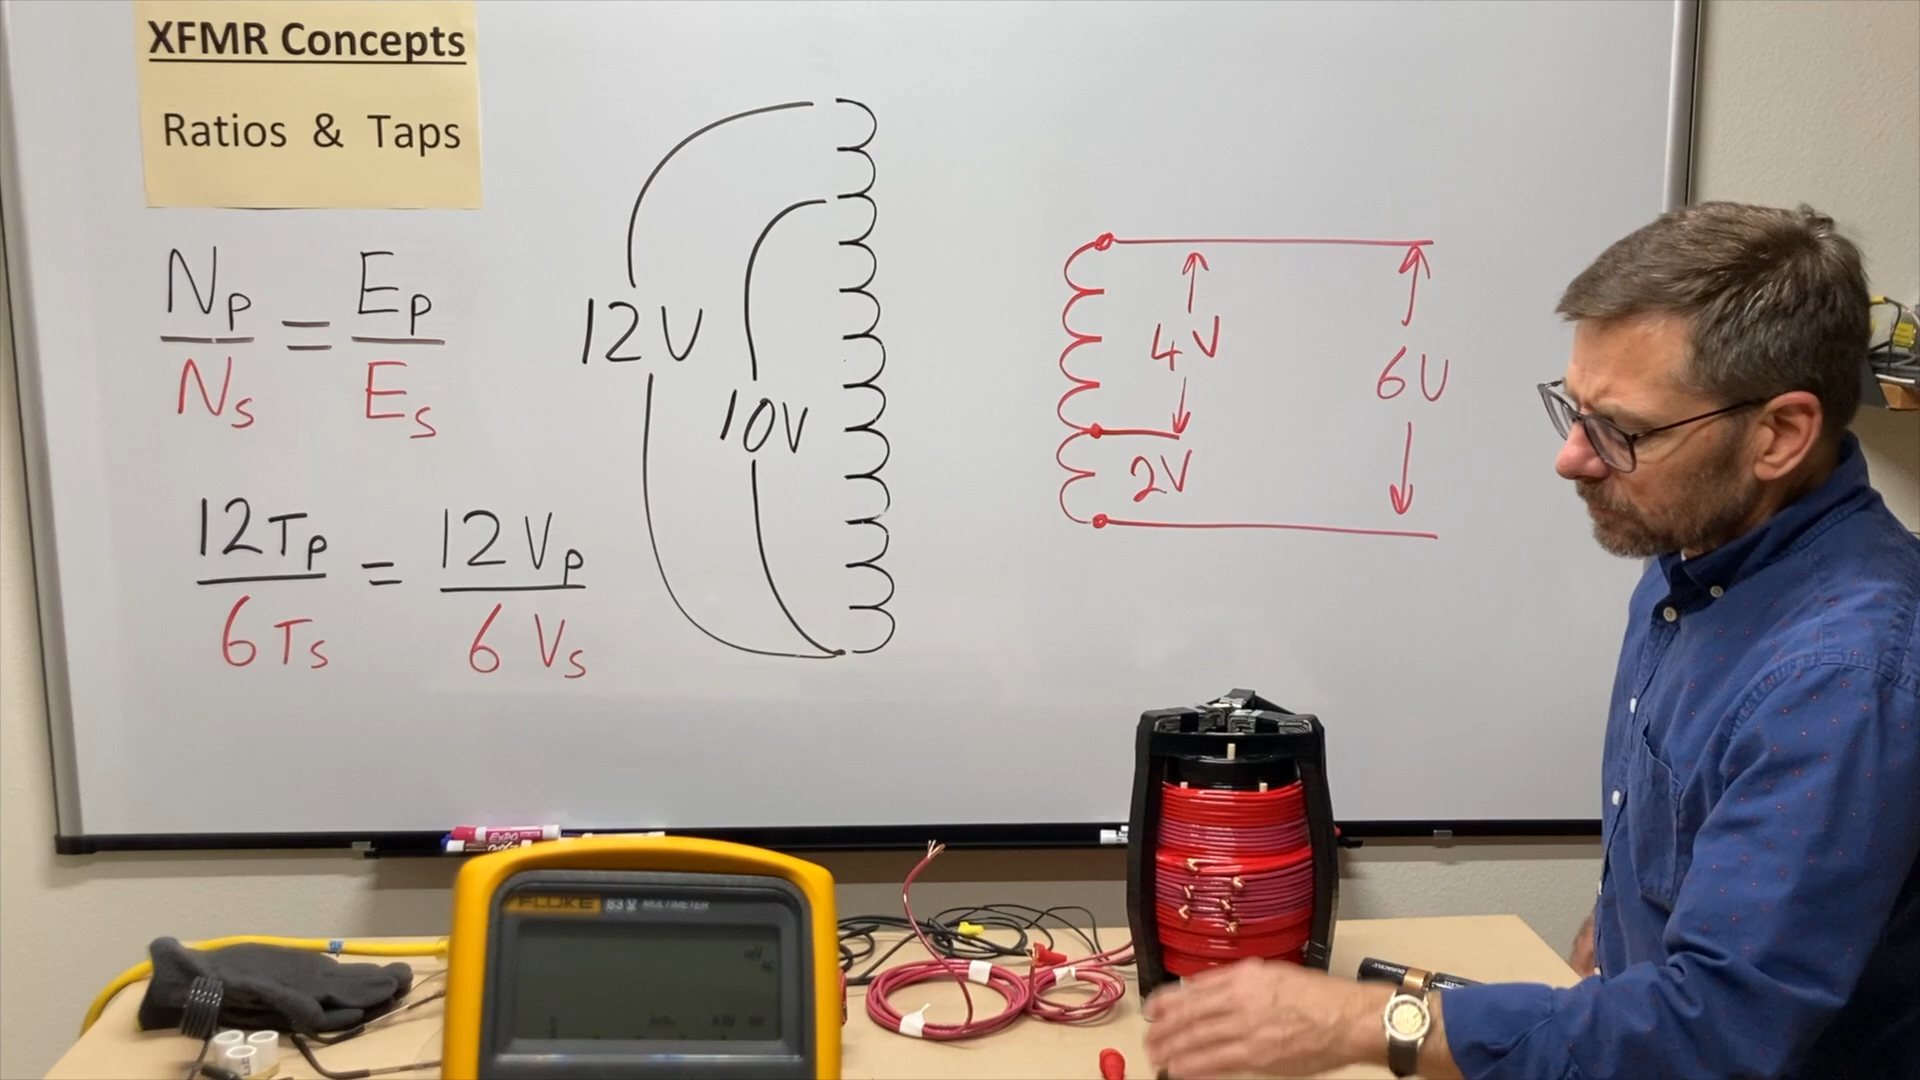 XFMR Concepts
Ratios & Taps
Np = Ep
Ns Es
12Tp = 12Vp
6Ts 6Vs
12V
10V
4V
2V
6V
FLUKE 83 V MULTIMETER
EXPO
DURACELL